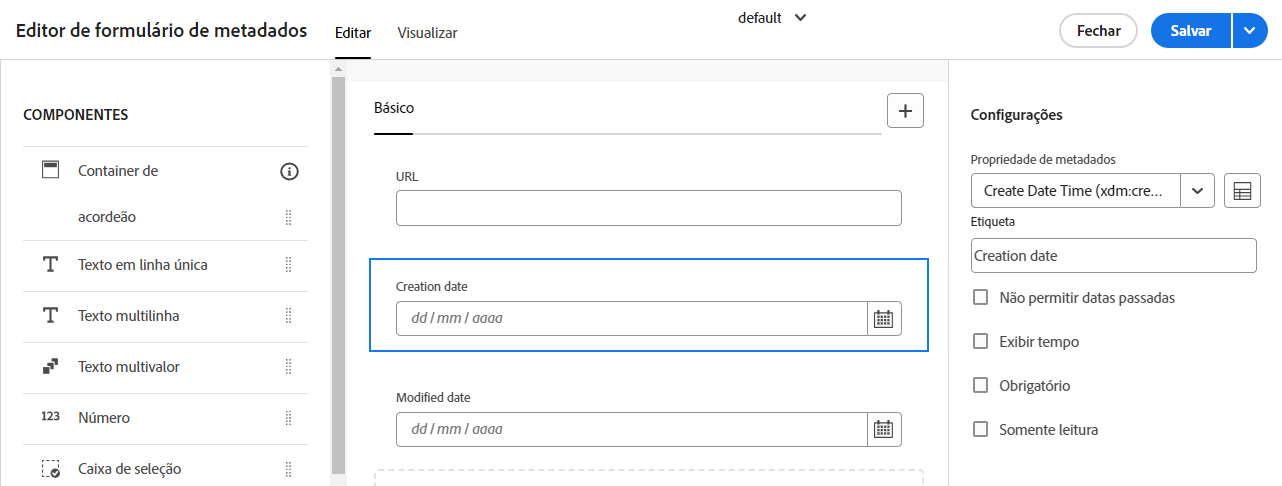 Editor de formulário de metadados
Editar
Visualizar
default
Fechar
Salvar
COMPONENTES
Container de
acordeão
Texto em linha única
Texto multilinha
Texto multivalor
123
Número
Caixa de seleção
Básico
URL
Creation date
dd / mm / aaaa
Modified date
dd / mm / aaaa
Configurações
Propriedade de metadados
Create Date Time (xdm:cre...
Etiqueta
Creation date
Não permitir datas passadas
Exibir tempo
Obrigatório
Somente leitura